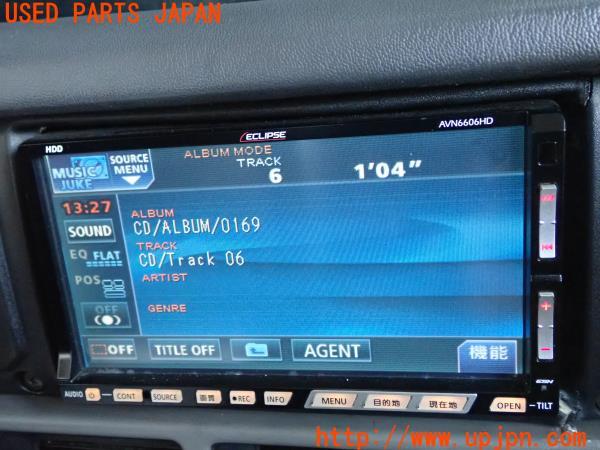 USED PARTS JAPAN
ECLIPSE
AVN6606HD
HDD
MUSIC JUKE
SOURCE MENU
ALBUM MODE
TRACK
6
1'04"
13:27
SOUND
EQ FLAT
POS
OFF
ALBUM
CD/ALBUM/0169
TRACK
CD/Track 06
ARTIST
GENRE
OFF
TITLE OFF
AGENT
機能
ESN
AUDIO
CONT
SOURCE
画質
●REC
INFO
MENU
目的地
現在地
OPEN
TILT
http://www.upjpn.com/